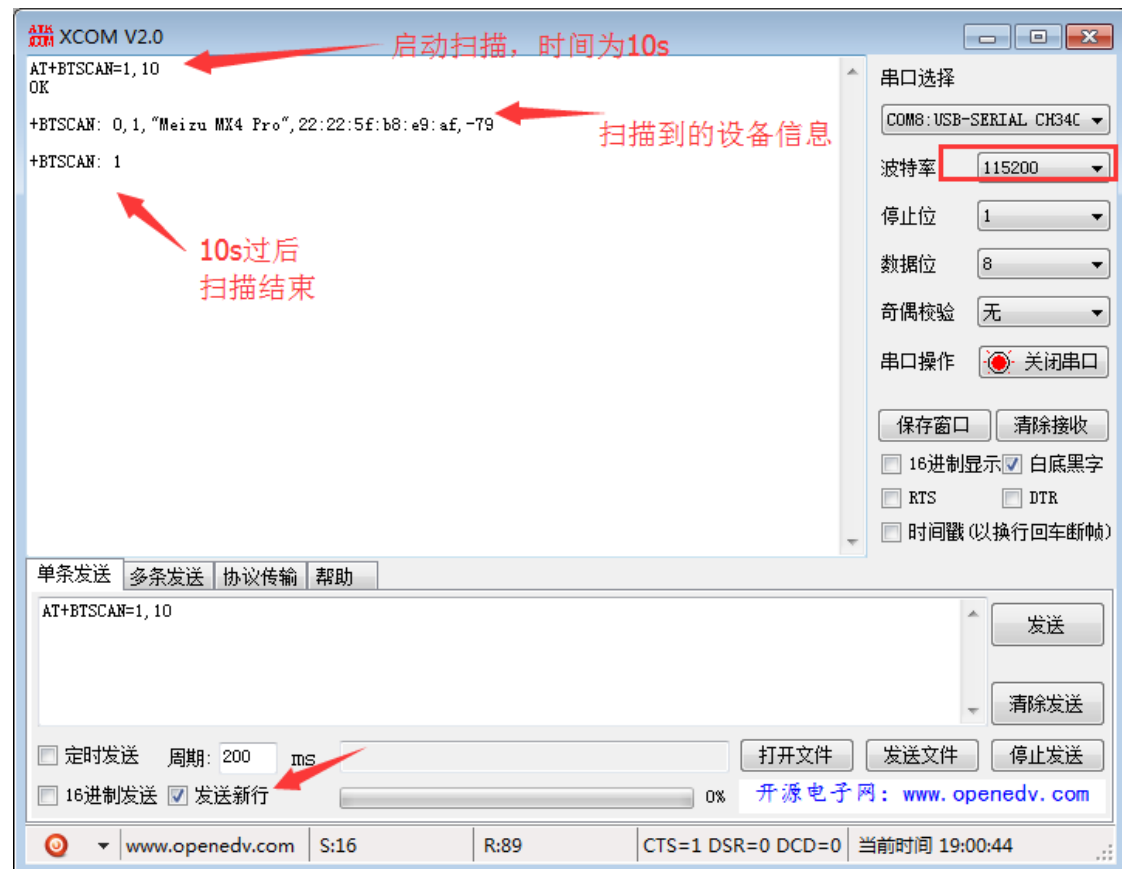 XCOM V2.0
启动扫描，时间为10s
AT+BTSCAN=1,10
OK
+BTSCAN: 0,1,"Meizu MX4 Pro",22:22:5f:b8:e9:af,-79
扫描到的设备信息
+BTSCAN: 1
10s过后
扫描结束
串口选择
COM8:USB-SERIAL CH34C
波特率 115200
停止位 1
数据位 8
奇偶校验 无
串口操作 关闭串口
保存窗口 清除接收
16进制显示 白底黑字
RTS DTR
时间戳(以换行回车断帧)
单条发送 多条发送 协议传输 帮助
AT+BTSCAN=1,10
发送
清除发送
定时发送 周期: 200 ms 打开文件 发送文件 停止发送
16进制发送 发送新行 0% 开源电子网: www.openedv.com
www.openedv.com S:16 R:89 CTS=1 DSR=0 DCD=0 当前时间 19:00:44